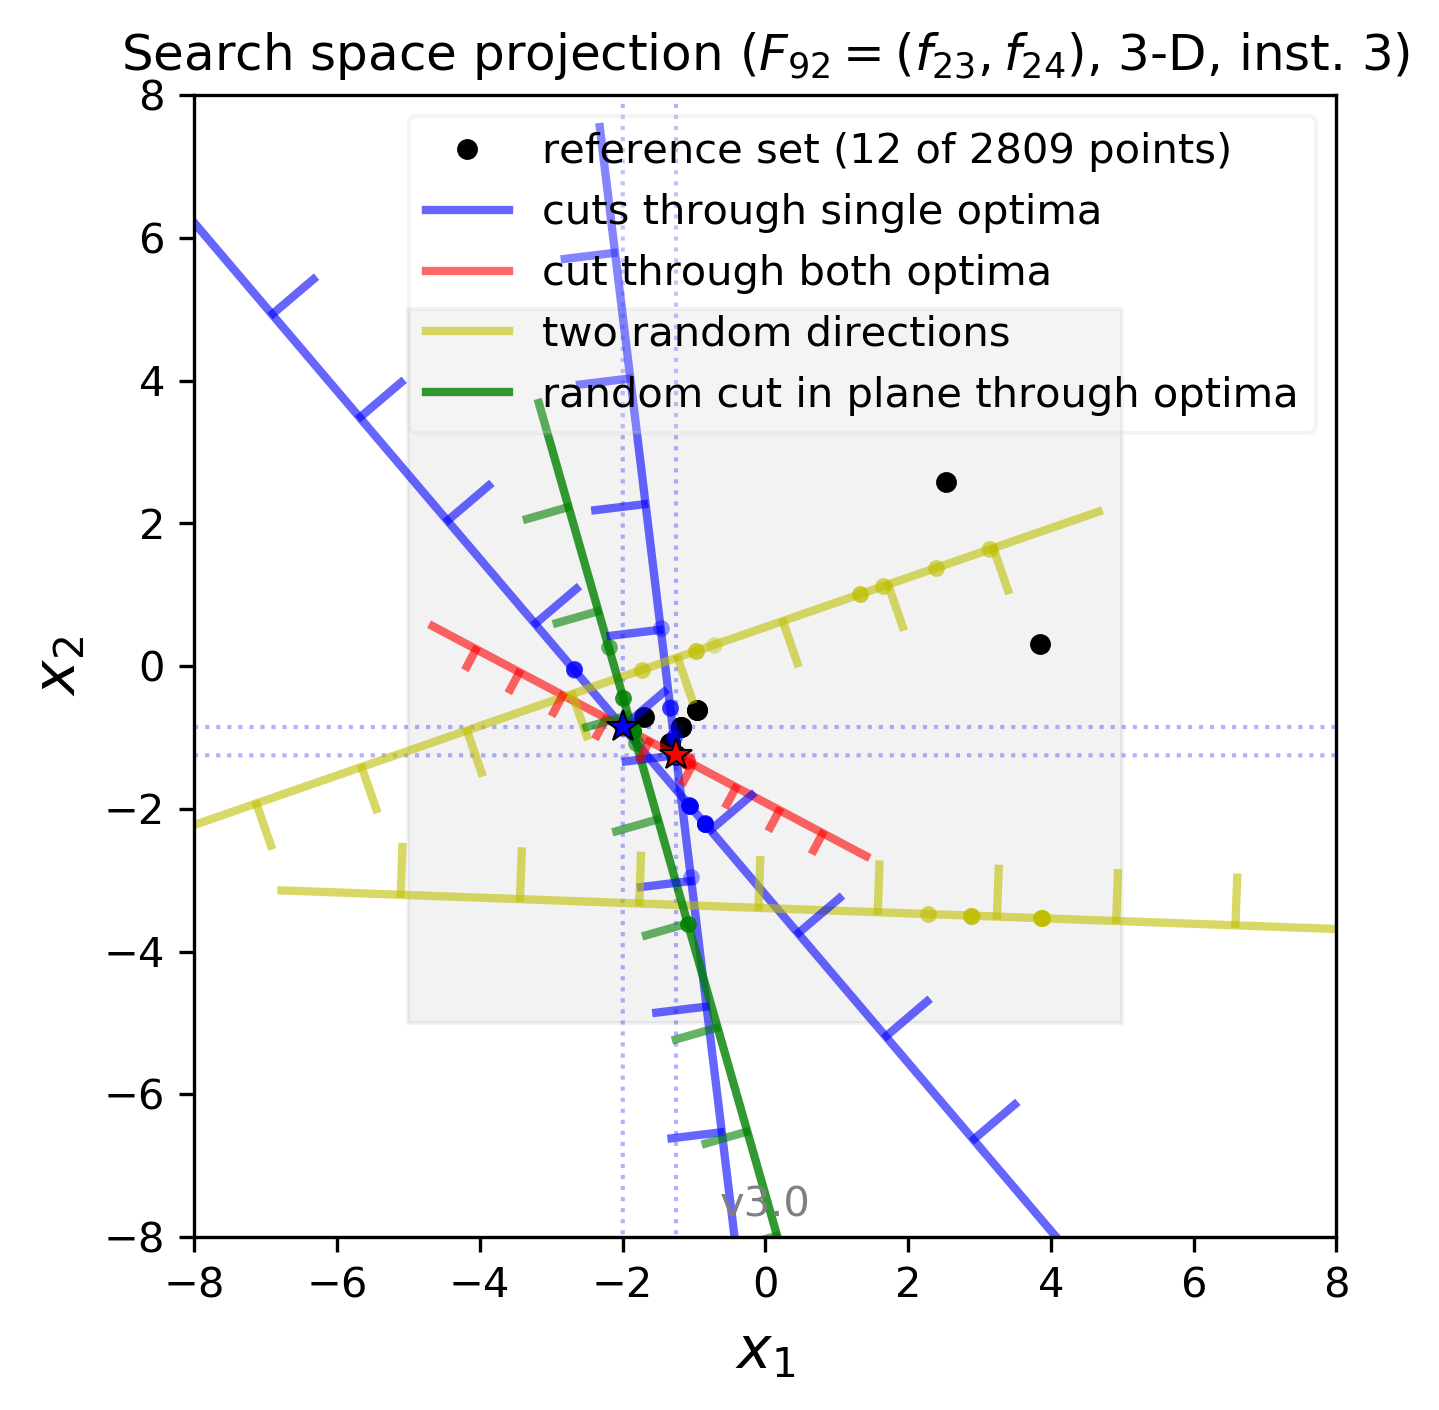 Search space projection (F₉₂ = (f₂₃, f₂₄), 3-D, inst. 3)
8
6
4
2
0
−2
−4
−6
−8
x₂
reference set (12 of 2809 points)
cuts through single optima
cut through both optima
two random directions
random cut in plane through optima
v3.0
−8 −6 −4 −2 0 2 4 6 8
x₁